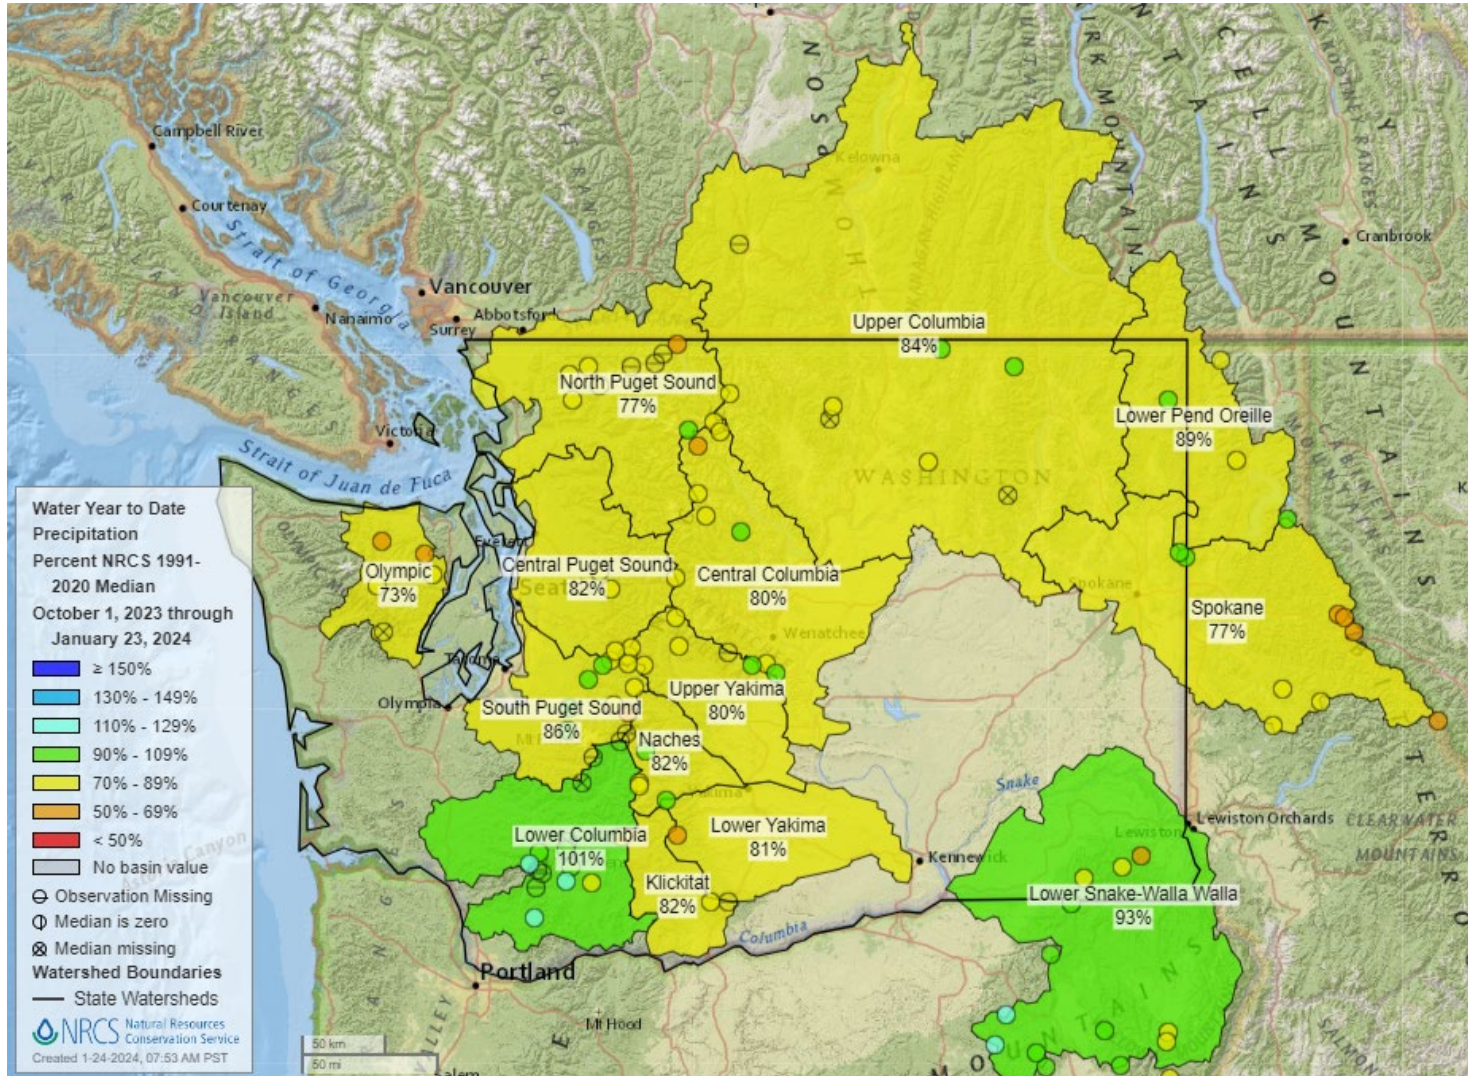 Campbell River
Courtenay
Strait of Georgia
Vancouver
Island
Nanaimo
Vancouver
Surrey
Abbotsford
Victoria
Strait of Juan de Fuca
Kelowna
Cranbrook
Upper Columbia
84%
North Puget Sound
77%
Lower Pend Oreille
89%
WASHINGTON
CABINET
MOUNTAINS
Everett
Olympic
73%
Central Puget Sound
82%
Central Columbia
80%
Spokane
Spokane
77%
Wenatchee
Tacoma
Olympia
Upper Yakima
80%
South Puget Sound
86%
Naches
82%
Yakima
Snake
Lower Columbia
101%
Lower Yakima
81%
Kennewick
Lewiston
Lewiston Orchards
CLEARWATER
MOUNTAINS
Klickitat
82%
Lower Snake-Walla Walla
93%
Columbia
Portland
Mt Hood
Salem
50 km
50 mi
Water Year to Date
Precipitation
Percent NRCS 1991-
2020 Median
October 1, 2023 through
January 23, 2024
≥ 150%
130% - 149%
110% - 129%
90% - 109%
70% - 89%
50% - 69%
< 50%
No basin value
Observation Missing
Median is zero
Median missing
Watershed Boundaries
State Watersheds
NRCS Natural Resources
Conservation Service
Created 1-24-2024, 07:53 AM PST